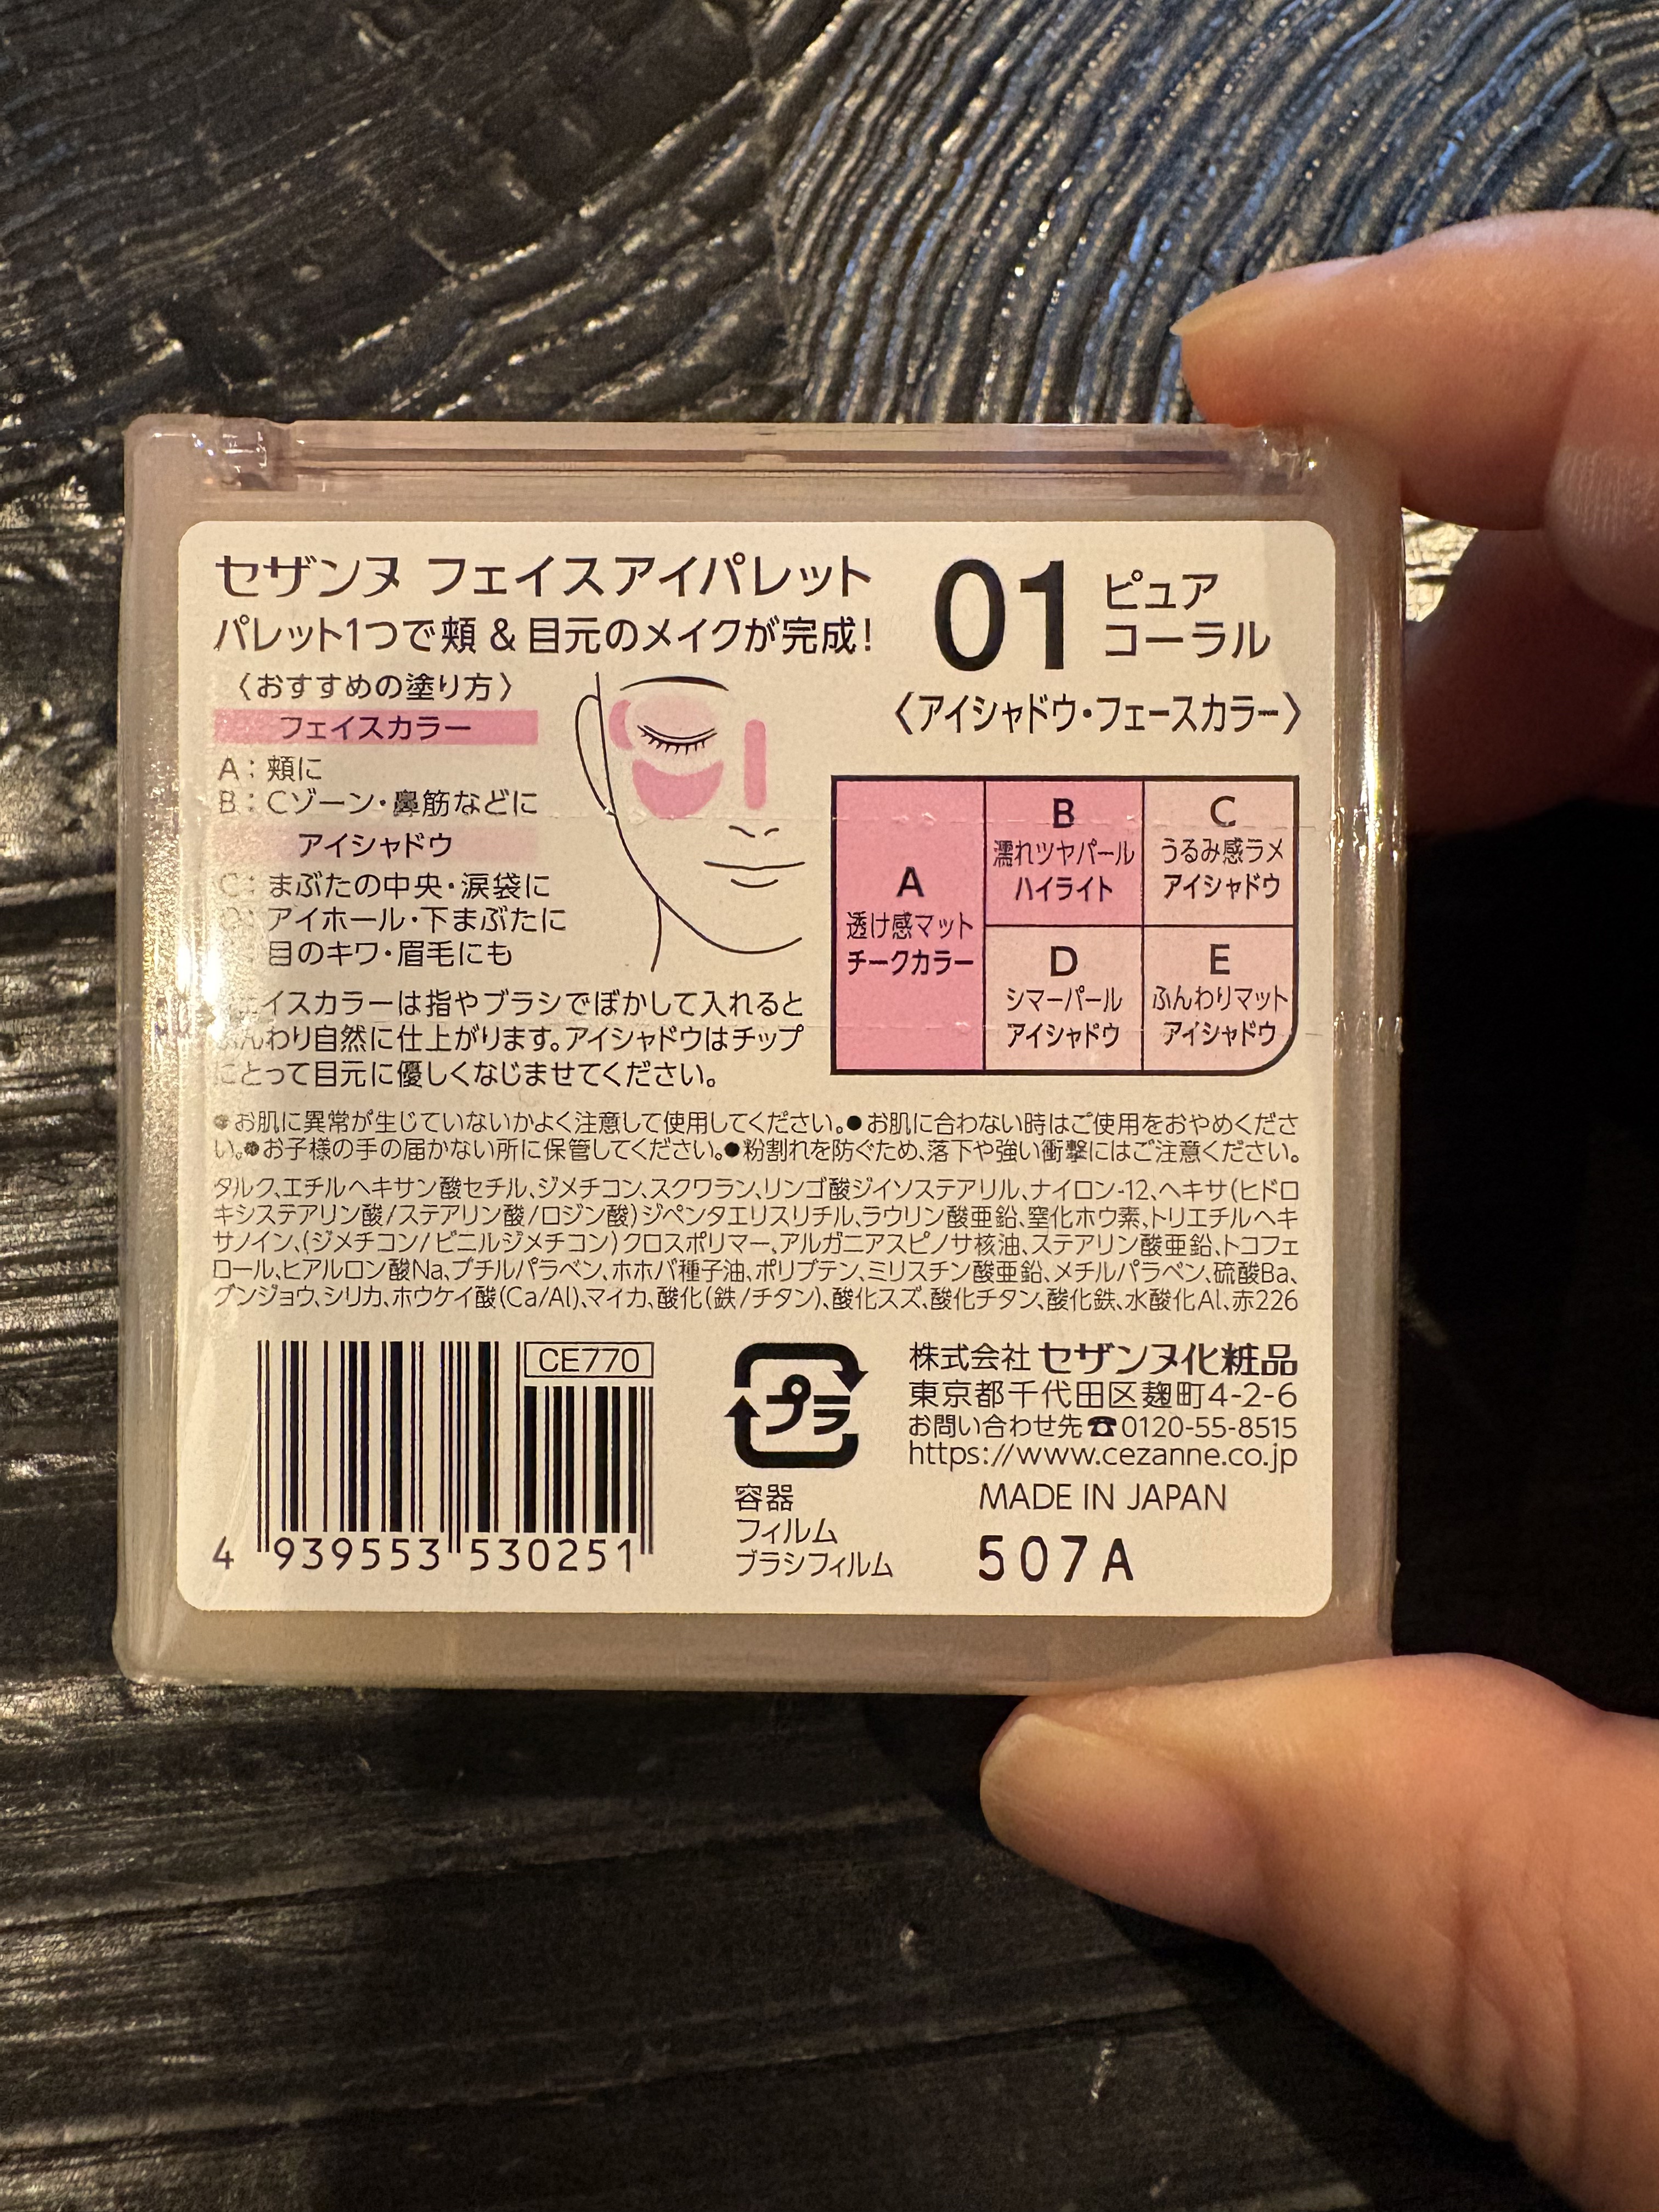 セザンヌ フェイスアイパレット
パレット1つで頬 & 目元のメイクが完成!
01 ピュア
コーラル
〈アイシャドウ・フェースカラー〉
〈おすすめの塗り方〉
フェイスカラー
A:頬に
B:Cゾーン・鼻筋などに
アイシャドウ
C:まぶたの中央・涙袋に
D:アイホール・下まぶたに
目のキワ・眉毛にも
フェイスカラーは指やブラシでぼかして入れると
ふんわり自然に仕上がります。アイシャドウはチップ
にとって目元に優しくなじませてください。
A
透け感マット
チークカラー
B
濡れツヤパール
ハイライト
C
うるみ感ラメ
アイシャドウ
D
シマーパール
アイシャドウ
E
ふんわりマット
アイシャドウ
●お肌に異常が生じていないかよく注意して使用してください。●お肌に合わない時はご使用をおやめくださ
い。●お子様の手の届かない所に保管してください。●粉割れを防ぐため、落下や強い衝撃にはご注意ください。
タルク、エチルヘキサン酸セチル、ジメチコン、スクワラン、リンゴ酸ジイソステアリル、ナイロン-12、ヘキサ(ヒドロ
キシステアリン酸/ステアリン酸/ロジン酸)ジペンタエリスリチル、ラウリン酸亜鉛、窒化ホウ素、トリエチルヘキ
サノイン、(ジメチコン/ビニルジメチコン)クロスポリマー、アルガニアスピノサ核油、ステアリン酸亜鉛、トコフェ
ロール、ヒアルロン酸Na、ブチルパラベン、ホホバ種子油、ポリブテン、ミリスチン酸亜鉛、メチルパラベン、硫酸Ba、
グンジョウ、シリカ、ホウケイ酸(Ca/Al)、マイカ、酸化(鉄/チタン)、酸化スズ、酸化チタン、酸化鉄、水酸化Al、赤226
CE770
4 939553 530251
プラ
容器
フィルム
ブラシフィルム
株式会社 セザンヌ化粧品
東京都千代田区麹町4-2-6
お問い合わせ先☎0120-55-8515
https://www.cezanne.co.jp
MADE IN JAPAN
507A